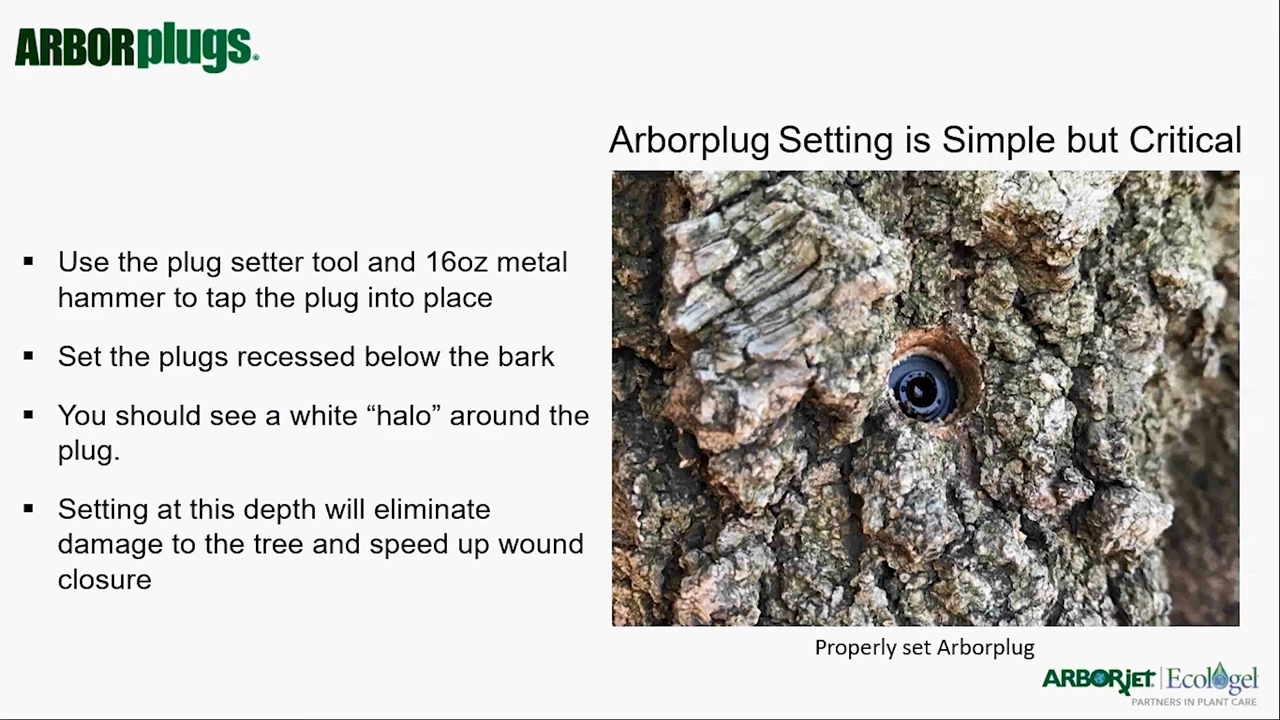 ARBORplugs®
Arborplug Setting is Simple but Critical
▪ Use the plug setter tool and 16oz metal
hammer to tap the plug into place
▪ Set the plugs recessed below the bark
▪ You should see a white “halo” around the
plug.
▪ Setting at this depth will eliminate
damage to the tree and speed up wound
closure
Properly set Arborplug
ARBORjet | Ecologel
PARTNERS IN PLANT CARE